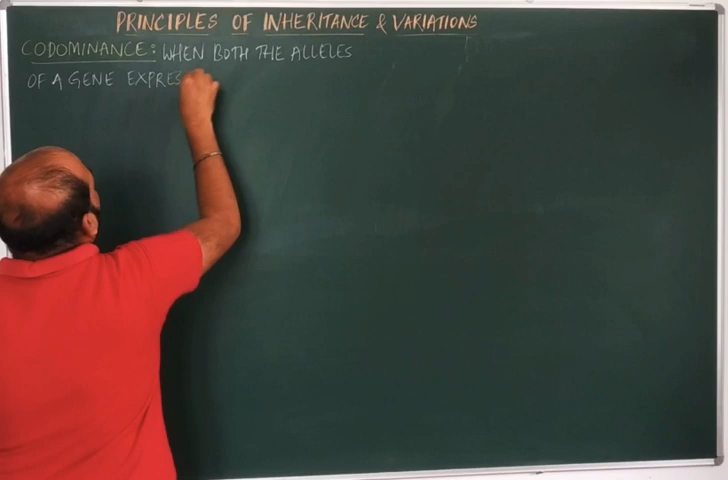 PRINCIPLES OF INHERITANCE & VARIATIONS
CODOMINANCE: WHEN BOTH THE ALLELES
OF A GENE EXPRES